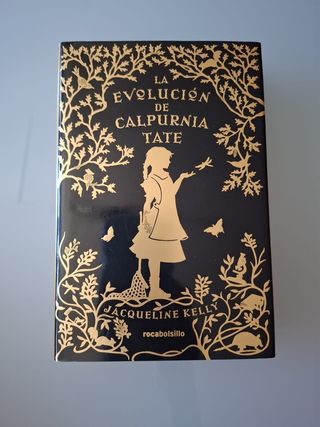 LA
EVOLUCIÓN
DE
CALPURNIA
TATE
JACQUELINE KELLY
rocabolsillo